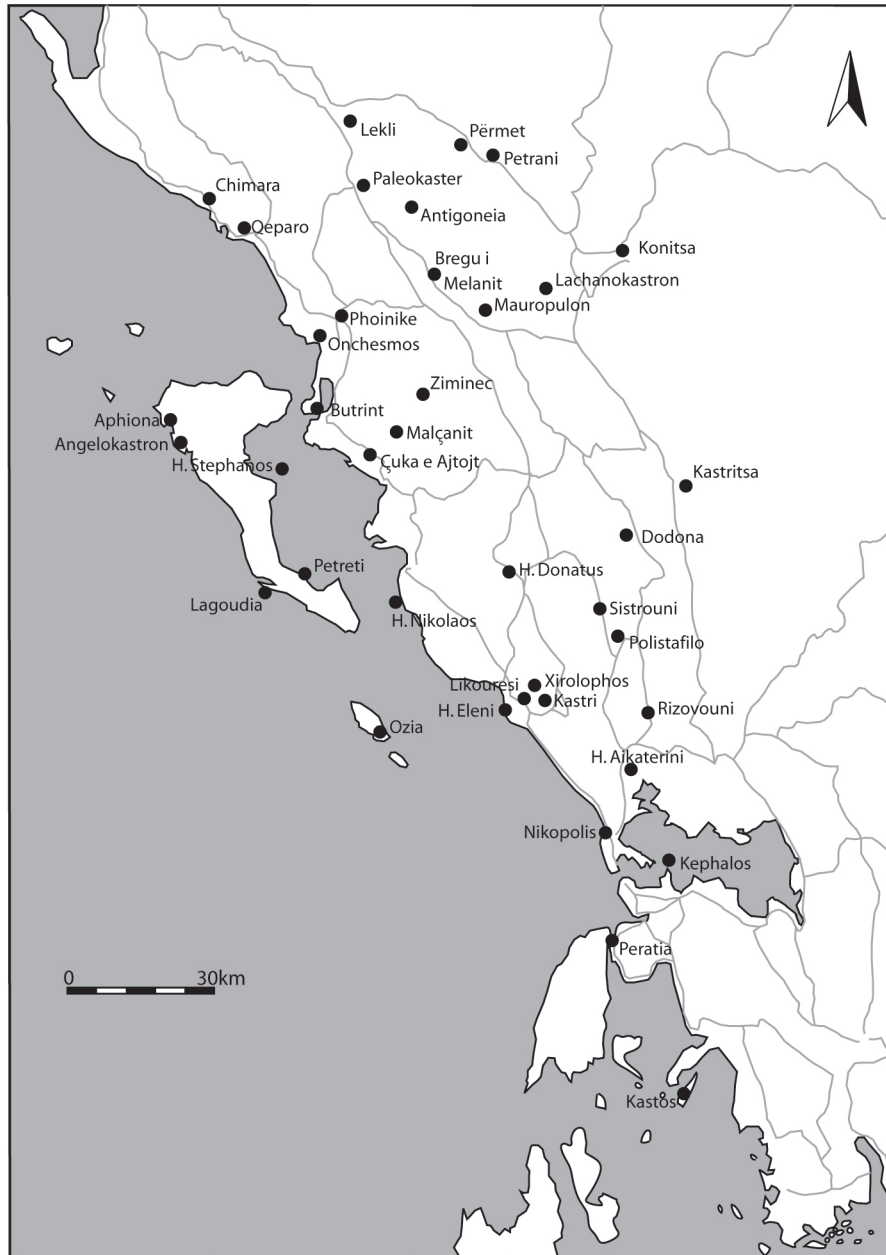 Lekli
Përmet
Petrani
Paleokaster
Chimara
Antigoneia
Qeparo
Konitsa
Bregu i
Melanit
Lachanokastron
Mauropulon
Phoinike
Onchesmos
Ziminec
Butrint
Aphiona
Malçanit
Angelokastron
Çuka e Ajtojt
H. Stephanos
Kastritsa
Dodona
Petreti
H. Donatus
Lagoudia
H. Nikolaos
Sistrouni
Polistafilo
Xirolophos
Likouresi
Kastri
H. Eleni
Rizovouni
Ozia
H. Aikaterini
Nikopolis
Kephalos
Peratia
0 30km
Kastos